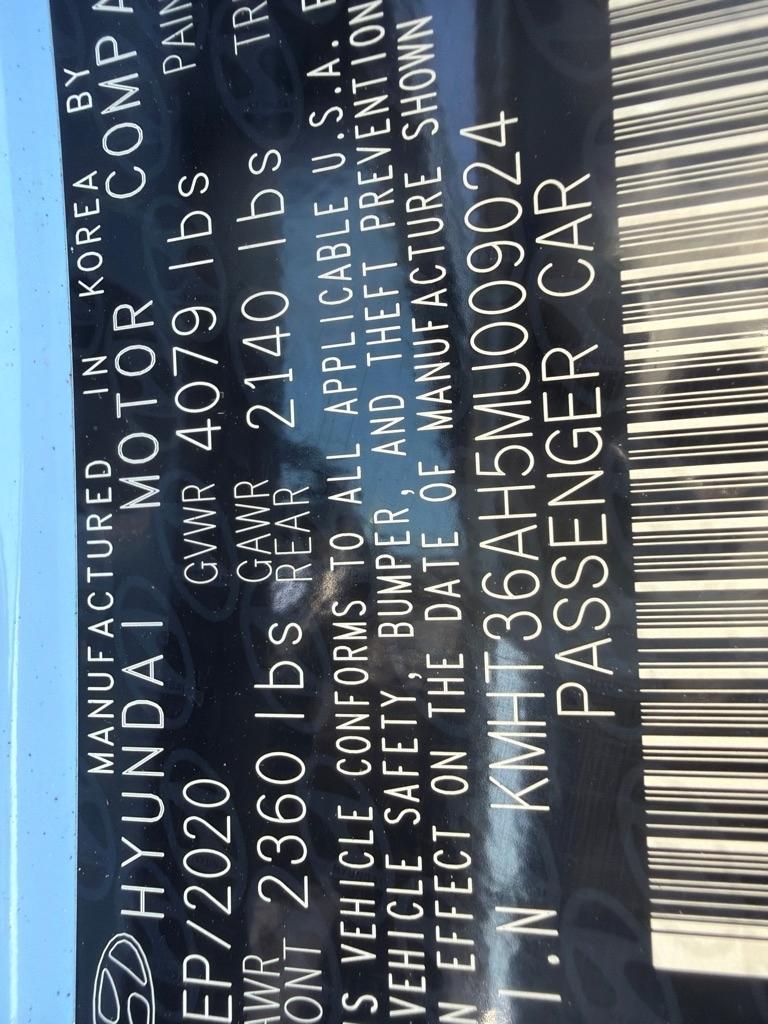 MANUFACTURED IN KOREA BY
HYUNDAI MOTOR COMPA
EP/2020 GVWR 4079 lbs PAIN
WR 2360 lbs GAWR 2140 lbs TR
ONT REAR
IS VEHICLE CONFORMS TO ALL APPLICABLE U.S.A. F
VEHICLE SAFETY, BUMPER, AND THEFT PREVENTION
N EFFECT ON THE DATE OF MANUFACTURE SHOWN
I.N KMHT36AH5MU009024
PASSENGER CAR